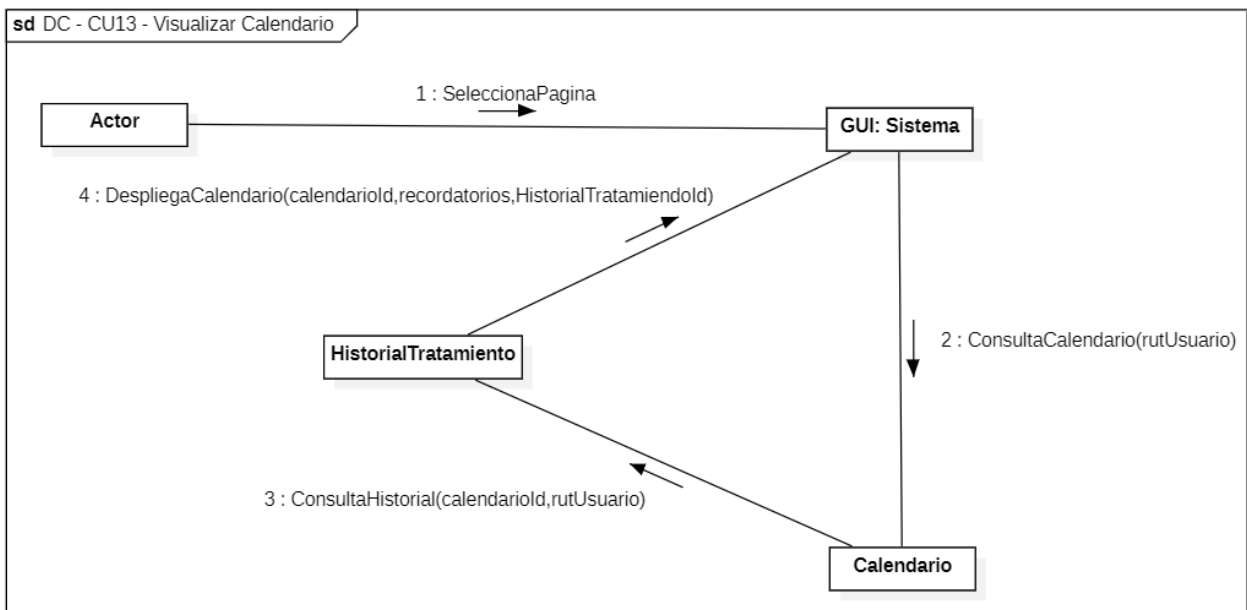 sd DC - CU13 - Visualizar Calendario
1 : SeleccionaPagina
Actor
GUI: Sistema
4 : DespliegaCalendario(calendarioId,recordatorios,HistorialTratamiendoId)
2 : ConsultaCalendario(rutUsuario)
HistorialTratamiento
3 : ConsultaHistorial(calendarioId,rutUsuario)
Calendario